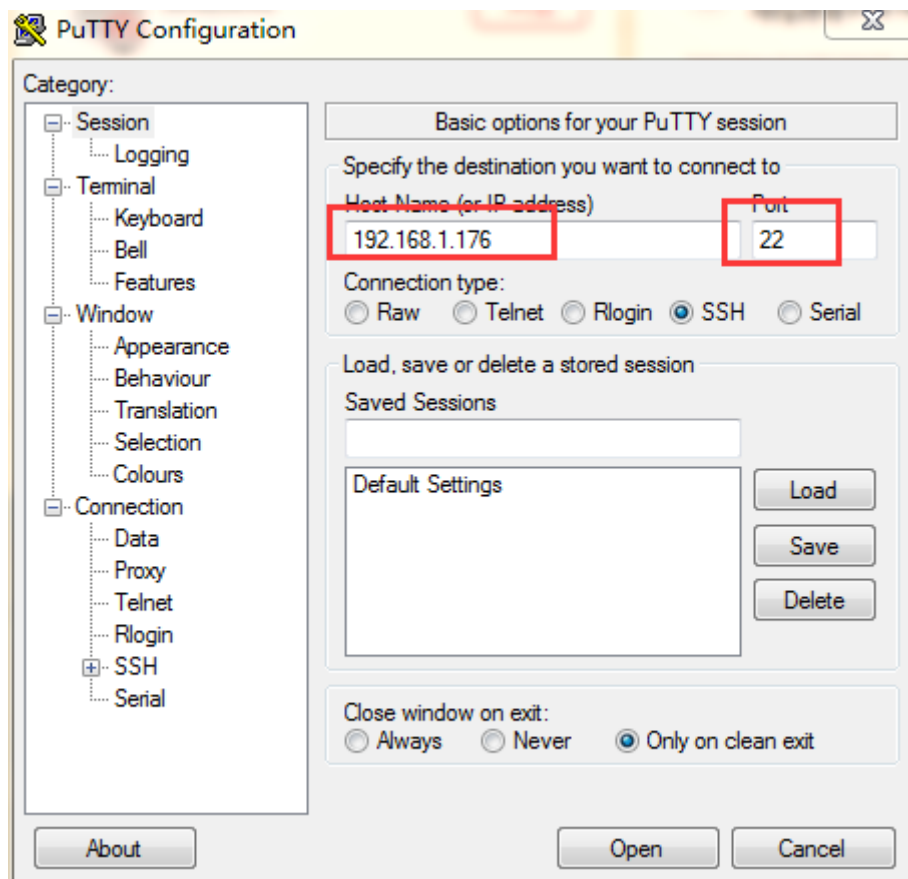 PuTTY Configuration
Category:
Session
Logging
Terminal
Keyboard
Bell
Features
Window
Appearance
Behaviour
Translation
Selection
Colours
Connection
Data
Proxy
Telnet
Rlogin
SSH
Serial
Basic options for your PuTTY session
Specify the destination you want to connect to
Host Name (or IP address) Port
192.168.1.176 22
Connection type:
Raw Telnet Rlogin SSH Serial
Load, save or delete a stored session
Saved Sessions
Default Settings
Load
Save
Delete
Close window on exit:
Always Never Only on clean exit
About Open Cancel